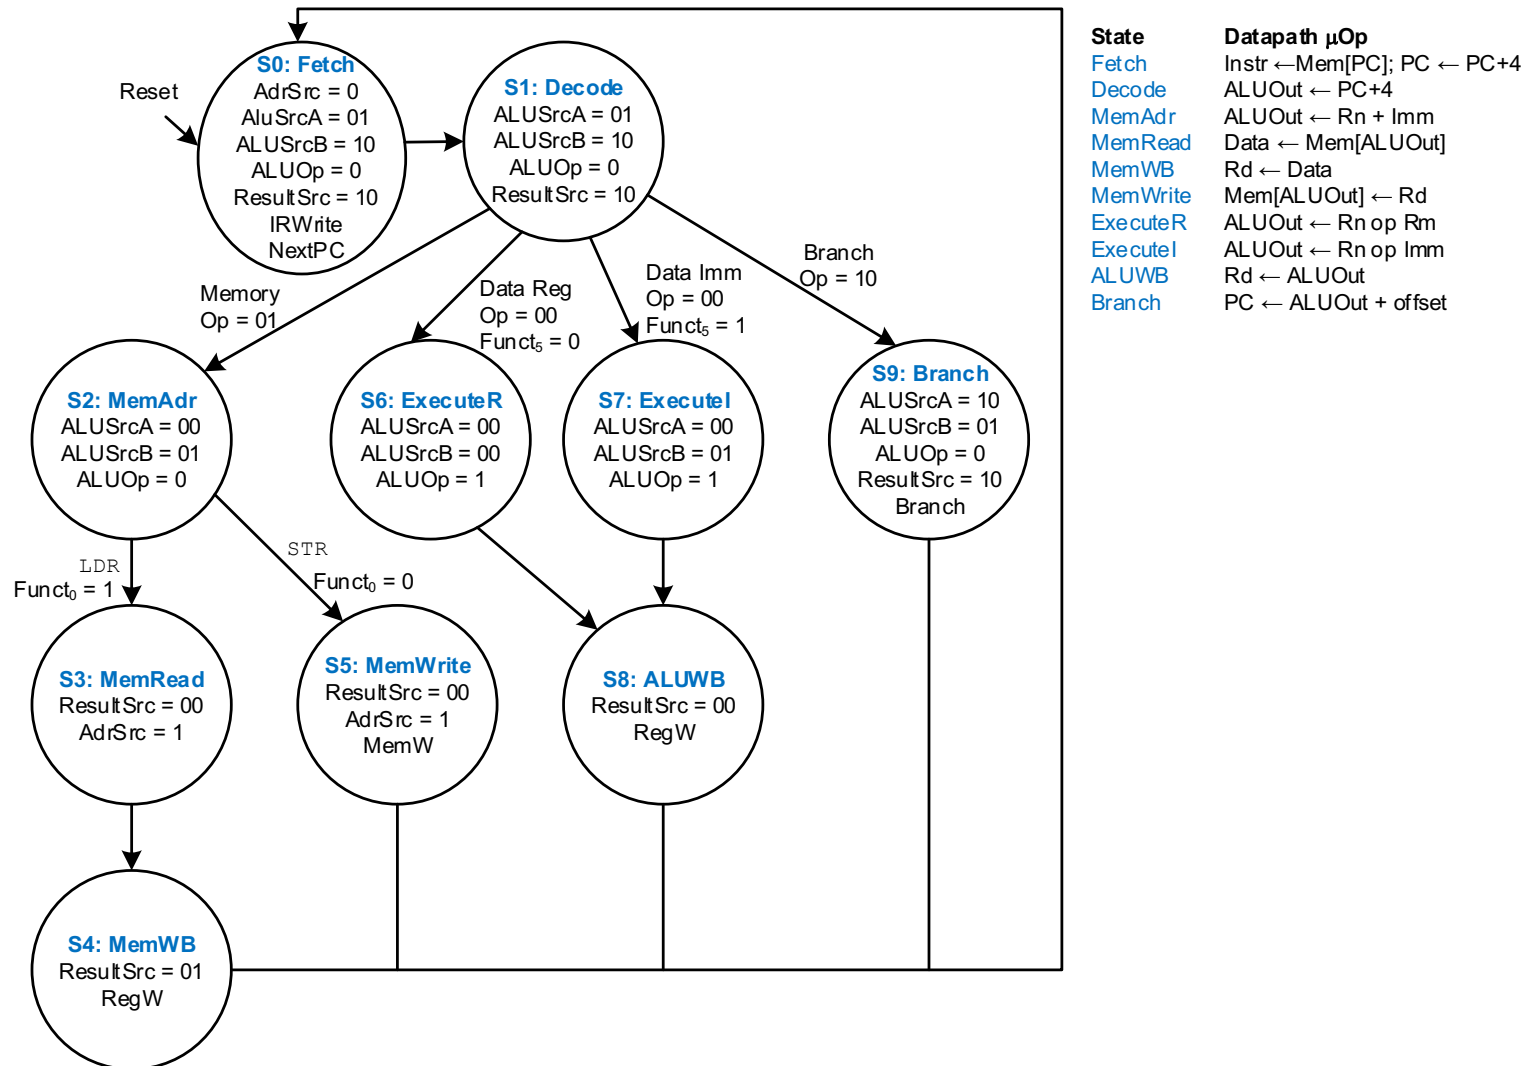 Reset
S0: Fetch
AdrSrc = 0
AluSrcA = 01
ALUSrcB = 10
ALUOp = 0
ResultSrc = 10
IRWrite
NextPC
S1: Decode
ALUSrcA = 01
ALUSrcB = 10
ALUOp = 0
ResultSrc = 10
State Datapath µOp
Fetch Instr ←Mem[PC]; PC ← PC+4
Decode ALUOut ← PC+4
MemAdr ALUOut ← Rn + Imm
MemRead Data ← Mem[ALUOut]
MemWB Rd ← Data
MemWrite Mem[ALUOut] ← Rd
ExecuteR ALUOut ← Rn op Rm
ExecuteI ALUOut ← Rn op Imm
ALUWB Rd ← ALUOut
Branch PC ← ALUOut + offset
Memory
Op = 01
Data Reg
Op = 00
Funct₅ = 0
Data Imm
Op = 00
Funct₅ = 1
Branch
Op = 10
S2: MemAdr
ALUSrcA = 00
ALUSrcB = 01
ALUOp = 0
S6: ExecuteR
ALUSrcA = 00
ALUSrcB = 00
ALUOp = 1
S7: ExecuteI
ALUSrcA = 00
ALUSrcB = 01
ALUOp = 1
S9: Branch
ALUSrcA = 10
ALUSrcB = 01
ALUOp = 0
ResultSrc = 10
Branch
LDR
Funct₀ = 1
STR
Funct₀ = 0
S3: MemRead
ResultSrc = 00
AdrSrc = 1
S5: MemWrite
ResultSrc = 00
AdrSrc = 1
MemW
S8: ALUWB
ResultSrc = 00
RegW
S4: MemWB
ResultSrc = 01
RegW